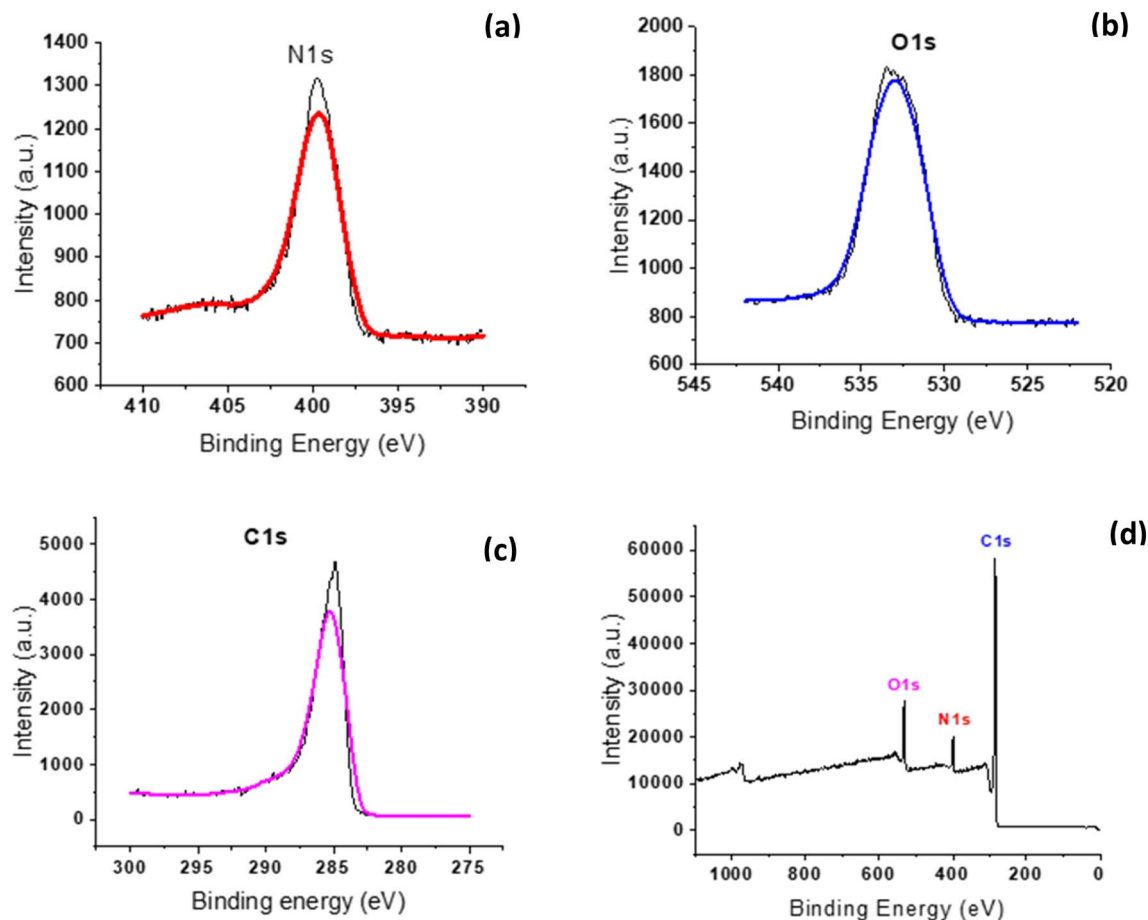 (a)
N1s
1400
1300
1200
1100
1000
900
800
700
600
410 405 400 395 390
Intensity (a.u.)
Binding Energy (eV)
(b)
O1s
2000
1800
1600
1400
1200
1000
800
600
545 540 535 530 525 520
Intensity (a.u.)
Binding Energy (eV)
(c)
C1s
5000
4000
3000
2000
1000
0
300 295 290 285 280 275
Intensity (a.u.)
Binding energy (eV)
(d)
C1s
O1s
N1s
60000
50000
40000
30000
20000
10000
0
1000 800 600 400 200 0
Intensity (a.u.)
Binding Energy (eV)